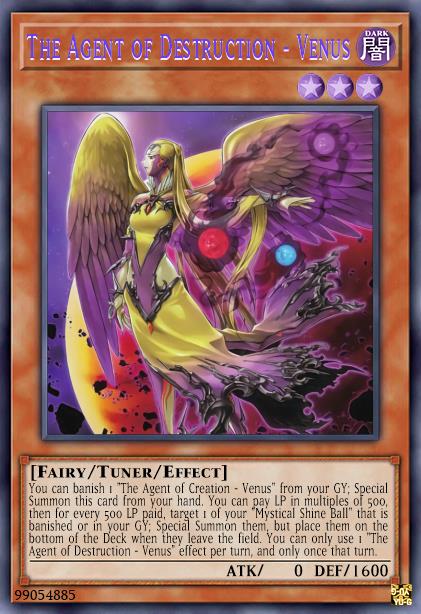 The Agent of Destruction - Venus
DARK
闇
[Fairy/Tuner/Effect]
You can banish 1 "The Agent of Creation - Venus" from your GY; Special
Summon this card from your hand. You can pay LP in multiples of 500,
then for every 500 LP paid, target 1 of your "Mystical Shine Ball" that is
banished or in your GY; Special Summon them, but place them on the
bottom of the Deck when they leave the field. You can only use 1 "The
Agent of Destruction - Venus" effect per turn, and only once that turn.
ATK/ 0 DEF/1600
99054885